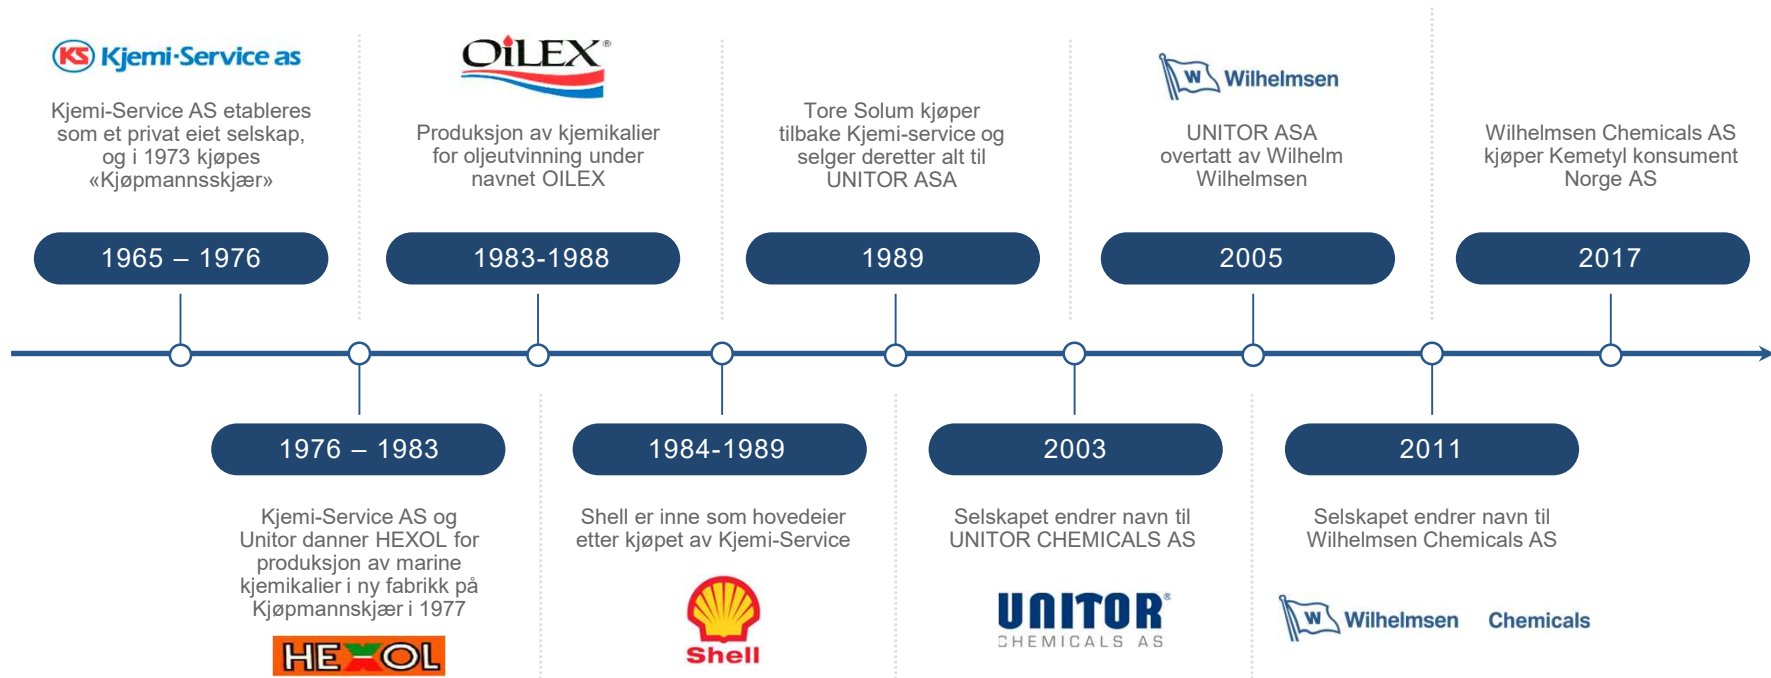 KS Kjemi-Service as
Kjemi-Service AS etableres
som et privat eiet selskap,
og i 1973 kjøpes
«Kjøpmannsskjær»
1965 – 1976
OiLEX®
Produksjon av kjemikalier
for oljeutvinning under
navnet OILEX
1983-1988
Tore Solum kjøper
tilbake Kjemi-service og
selger deretter alt til
UNITOR ASA
1989
W Wilhelmsen
UNITOR ASA
overtatt av Wilhelm
Wilhelmsen
2005
Wilhelmsen Chemicals AS
kjøper Kemetyl konsument
Norge AS
2017
1976 – 1983
Kjemi-Service AS og
Unitor danner HEXOL for
produksjon av marine
kjemikalier i ny fabrikk på
Kjøpmannskjær i 1977
HEXOL
1984-1989
Shell er inne som hovedeier
etter kjøpet av Kjemi-Service
Shell
2003
Selskapet endrer navn til
UNITOR CHEMICALS AS
UNITOR®
CHEMICALS AS
2011
Selskapet endrer navn til
Wilhelmsen Chemicals AS
W Wilhelmsen Chemicals